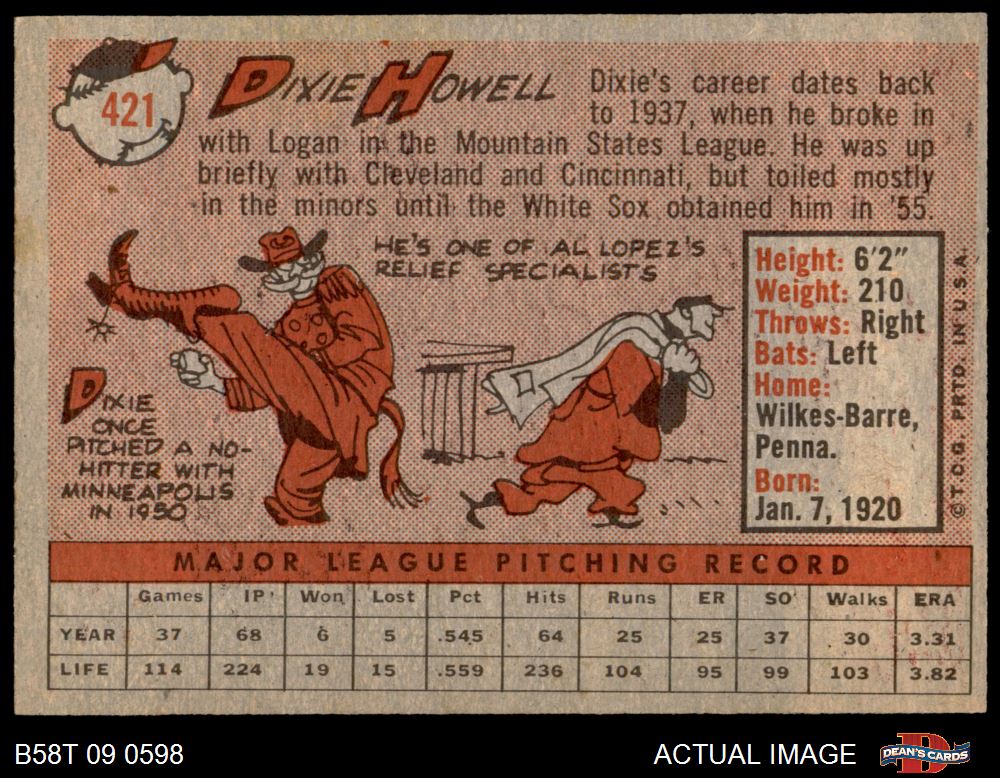 421
DIXIE HOWELL
Dixie's career dates back
to 1937, when he broke in
with Logan in the Mountain States League. He was up
briefly with Cleveland and Cincinnati, but toiled mostly
in the minors until the White Sox obtained him in '55.
HE'S ONE OF AL LOPEZ'S
RELIEF SPECIALISTS
C
DIXIE
ONCE
PITCHED A NO-
HITTER WITH
MINNEAPOLIS
IN 1950
Height: 6'2"
Weight: 210
Throws: Right
Bats: Left
Home:
Wilkes-Barre,
Penna.
Born:
Jan. 7, 1920
© T.C.G. PRTD. IN U.S.A.
MAJOR LEAGUE PITCHING RECORD
Games IP Won Lost Pct Hits Runs ER SO Walks ERA
YEAR 37 68 6 5 .545 64 25 25 37 30 3.31
LIFE 114 224 19 15 .559 236 104 95 99 103 3.82
B58T 09 0598
ACTUAL IMAGE
D
DEAN'S CARDS